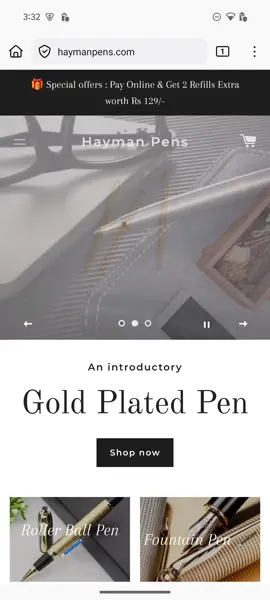 3:32
haymanpens.com
1
🎁 Special offers : Pay Online & Get 2 Refills Extra
worth Rs 129/-
Hayman Pens
An introductory
Gold Plated Pen
Shop now
Roller Ball Pen
Fountain Pen